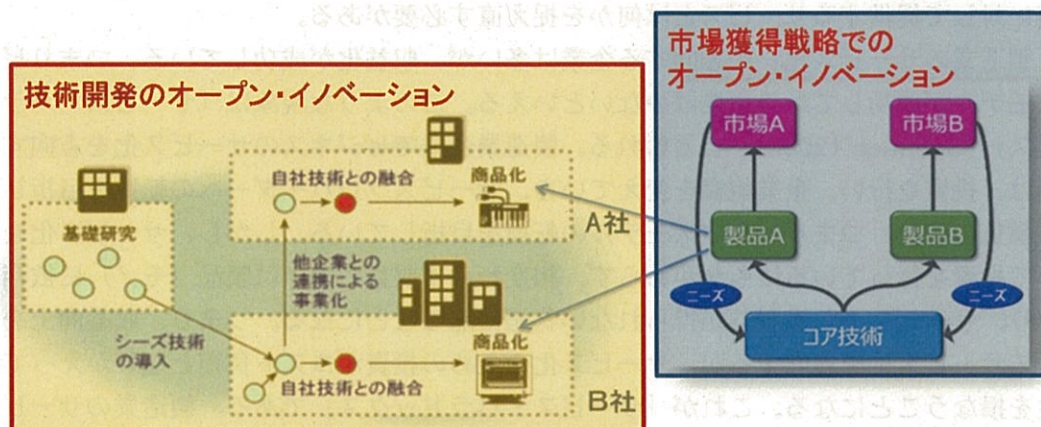 技術開発のオープン・イノベーション
基礎研究
シーズ技術
の導入
自社技術との融合
商品化
A社
他企業との
連携による
事業化
自社技術との融合
商品化
B社
市場獲得戦略での
オープン・イノベーション
市場A
市場B
製品A
製品B
ニーズ
ニーズ
コア技術